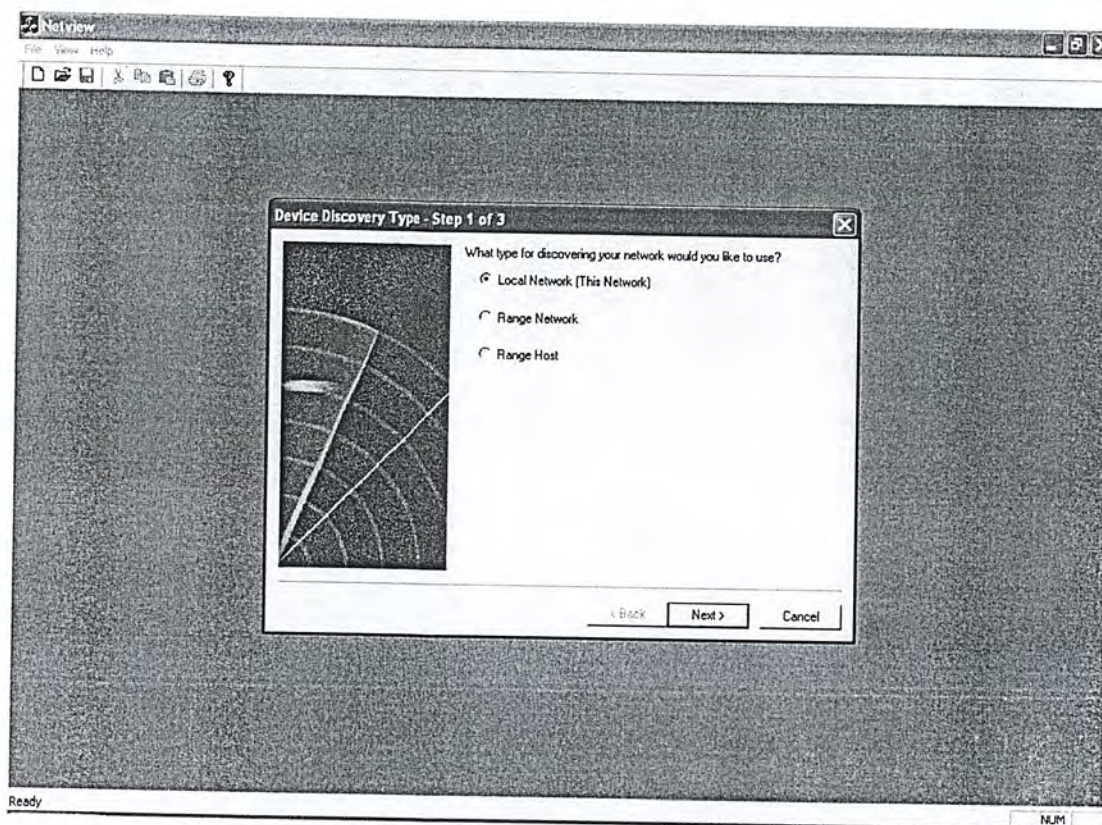 Netview
File View Help
Device Discovery Type - Step 1 of 3
What type for discovering your network would you like to use?
Local Network (This Network)
Range Network
Range Host
< Back Next > Cancel
Ready
NUM